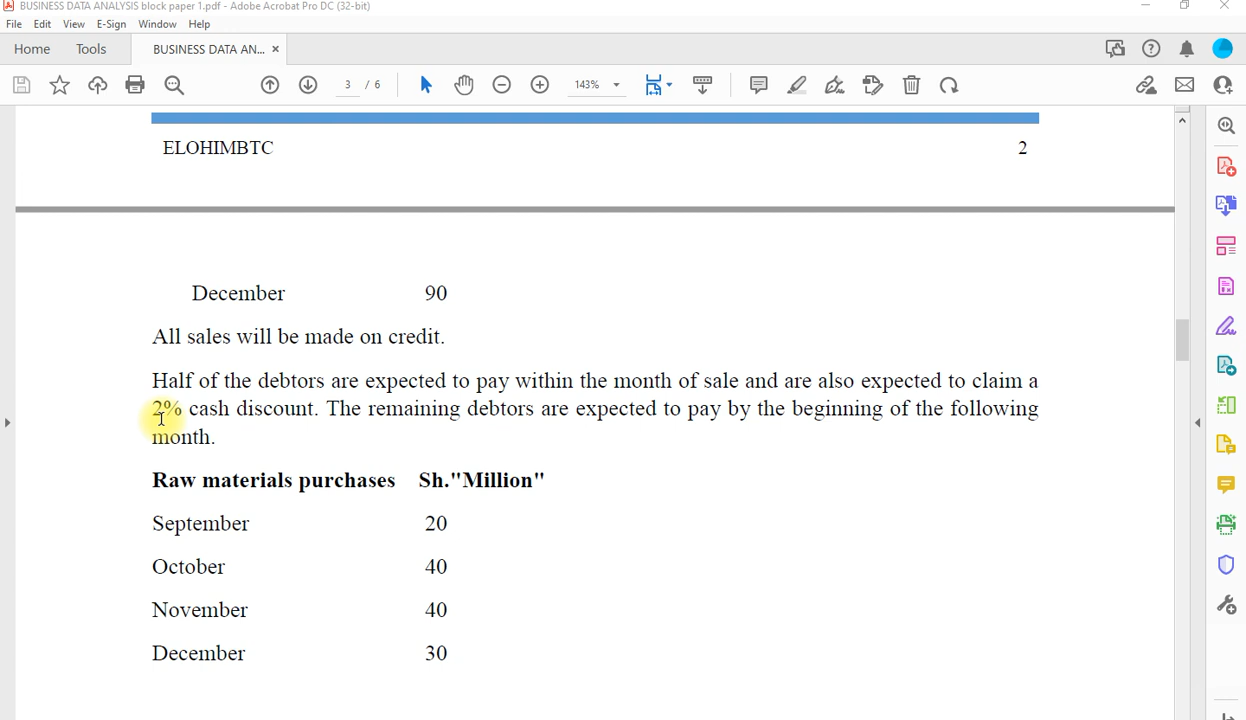 BUSINESS DATA ANALYSIS block paper 1.pdf - Adobe Acrobat Pro DC (32-bit)
File Edit View E-Sign Window Help
Home Tools BUSINESS DATA AN... ×
3 / 6 143%
ELOHIMBTC 2
December 90
All sales will be made on credit.
Half of the debtors are expected to pay within the month of sale and are also expected to claim a
2% cash discount. The remaining debtors are expected to pay by the beginning of the following
month.
Raw materials purchases Sh."Million"
September 20
October 40
November 40
December 30